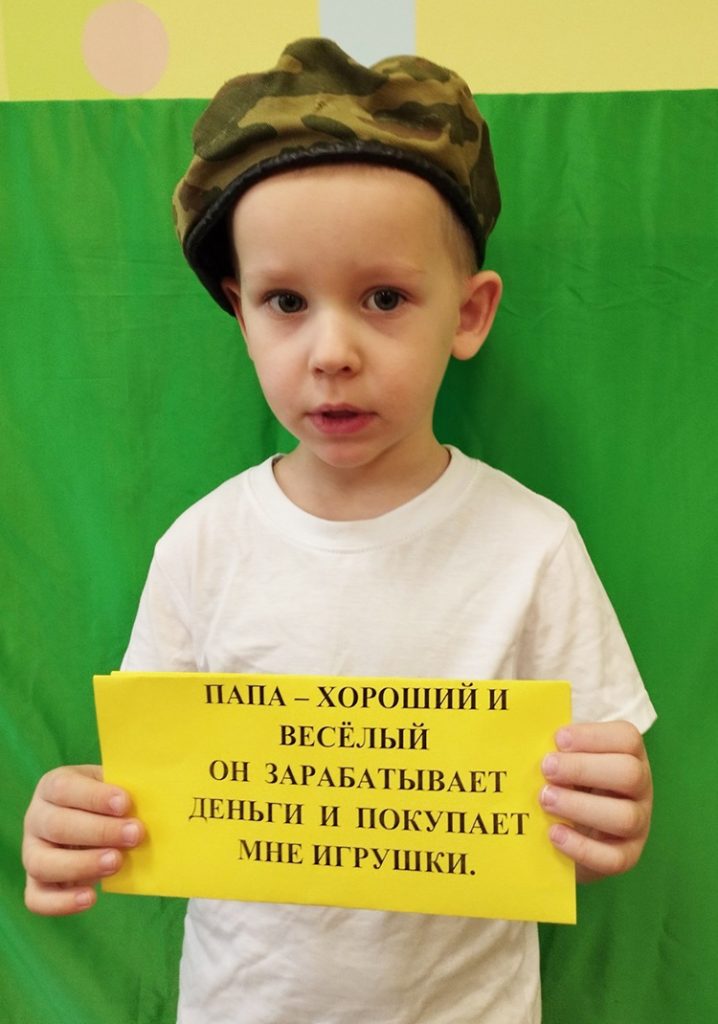 ПАПА – ХОРОШИЙ И
ВЕСЁЛЫЙ
ОН ЗАРАБАТЫВАЕТ
ДЕНЬГИ И ПОКУПАЕТ
МНЕ ИГРУШКИ.